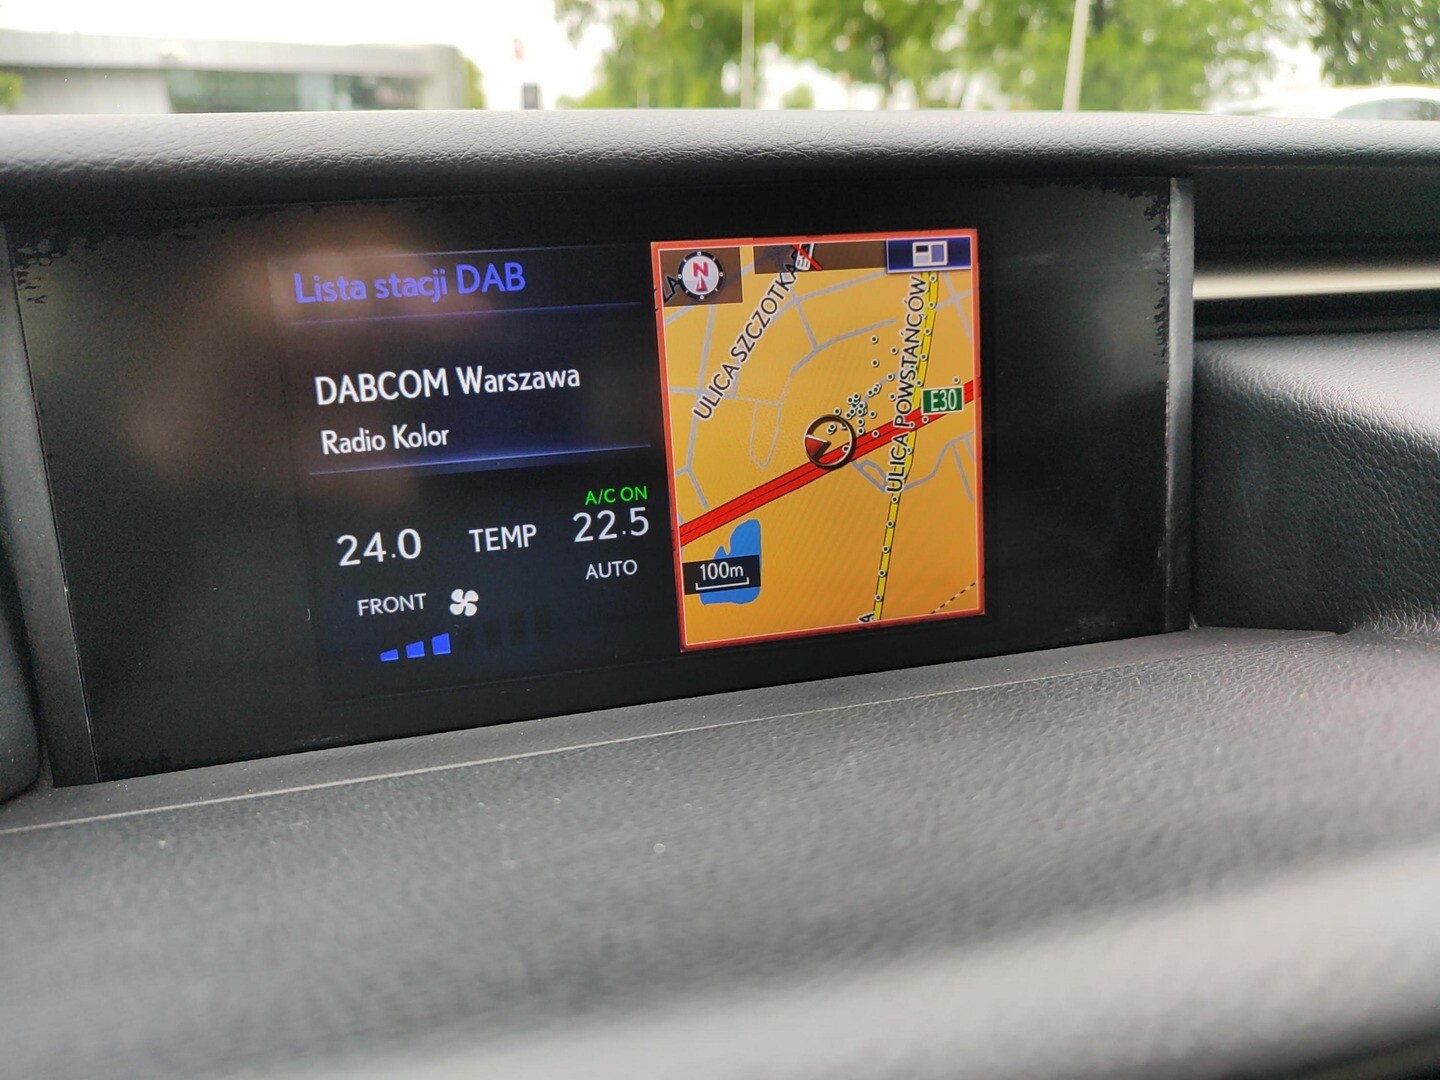 Lista stacji DAB
DABCOM Warszawa
Radio Kolor
A/C ON
24.0 TEMP 22.5
AUTO
FRONT
N
ULICA SZCZOTKA
ULICA POWSTAŃCÓW
E30
100m